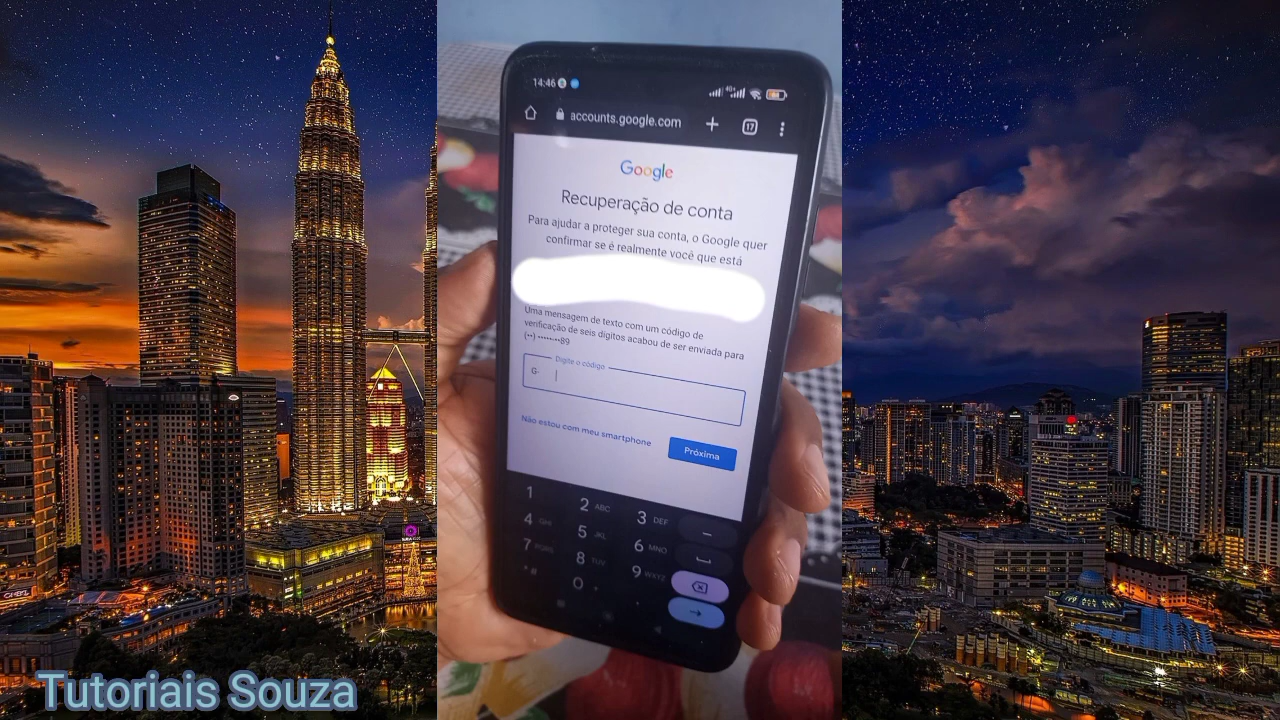 14:46
4G+
accounts.google.com
17
Google
Recuperação de conta
Para ajudar a proteger sua conta, o Google quer
confirmar se é realmente você que está
Uma mensagem de texto com um código de
verificação de seis dígitos acabou de ser enviada para
(••) •••••-••89
Digite o código
G-
Não estou com meu smartphone
Próxima
1
2 ABC
3 DEF
4 GHI
5 JKL
6 MNO
7 PQRS
8 TUV
9 WXYZ
* #
0 +
Tutoriais Souza